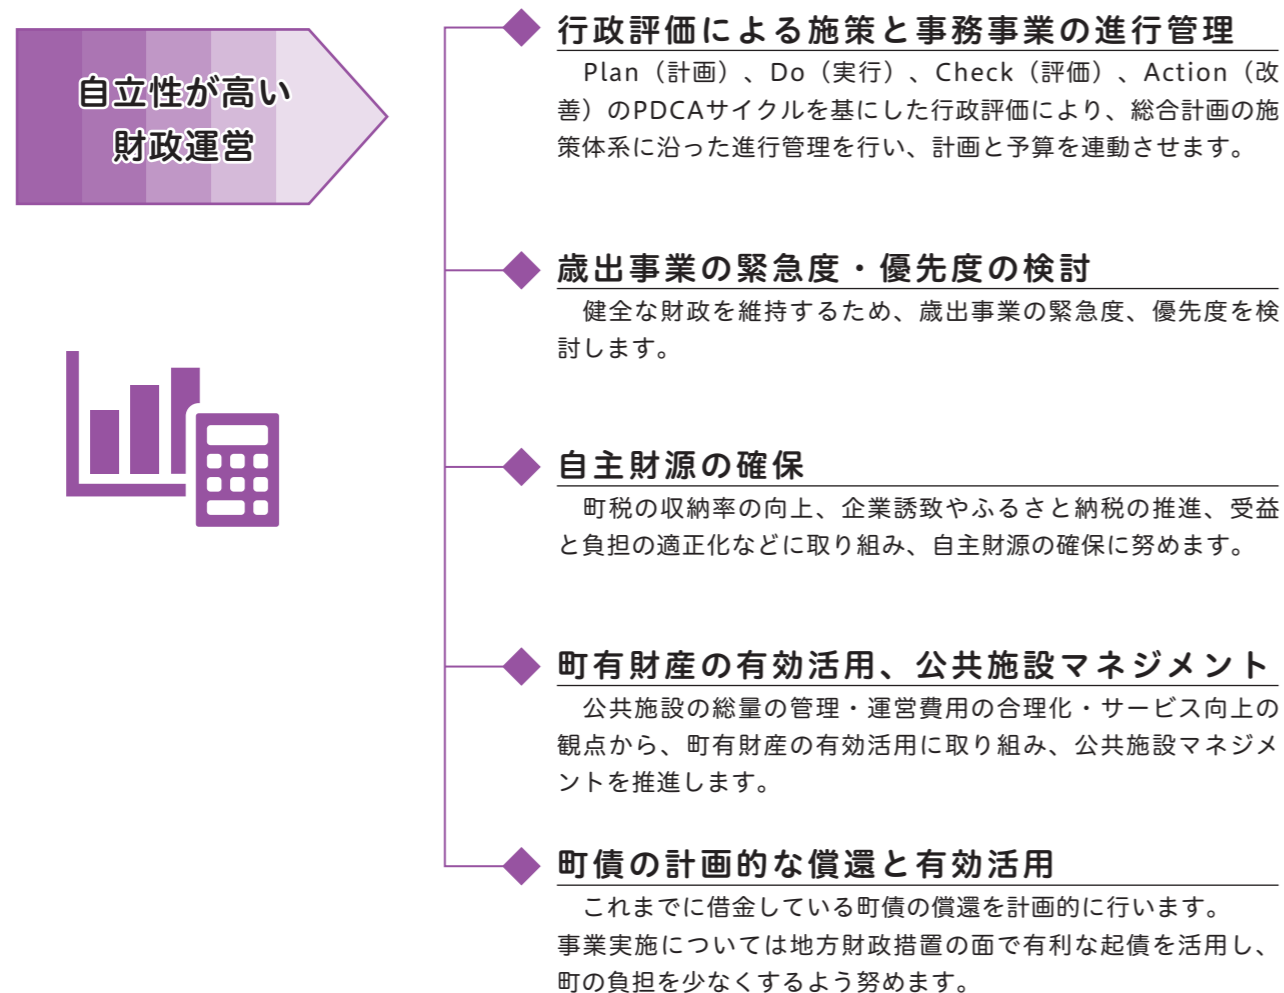 自立性が高い
財政運営
行政評価による施策と事務事業の進行管理
　Plan（計画）、Do（実行）、Check（評価）、Action（改
善）のPDCAサイクルを基にした行政評価により、総合計画の施
策体系に沿った進行管理を行い、計画と予算を連動させます。
歳出事業の緊急度・優先度の検討
　健全な財政を維持するため、歳出事業の緊急度、優先度を検
討します。
自主財源の確保
　町税の収納率の向上、企業誘致やふるさと納税の推進、受益
と負担の適正化などに取り組み、自主財源の確保に努めます。
町有財産の有効活用、公共施設マネジメント
　公共施設の総量の管理・運営費用の合理化・サービス向上の
観点から、町有財産の有効活用に取り組み、公共施設マネジメ
ントを推進します。
町債の計画的な償還と有効活用
　これまでに借金している町債の償還を計画的に行います。
事業実施については地方財政措置の面で有利な起債を活用し、
町の負担を少なくするよう努めます。